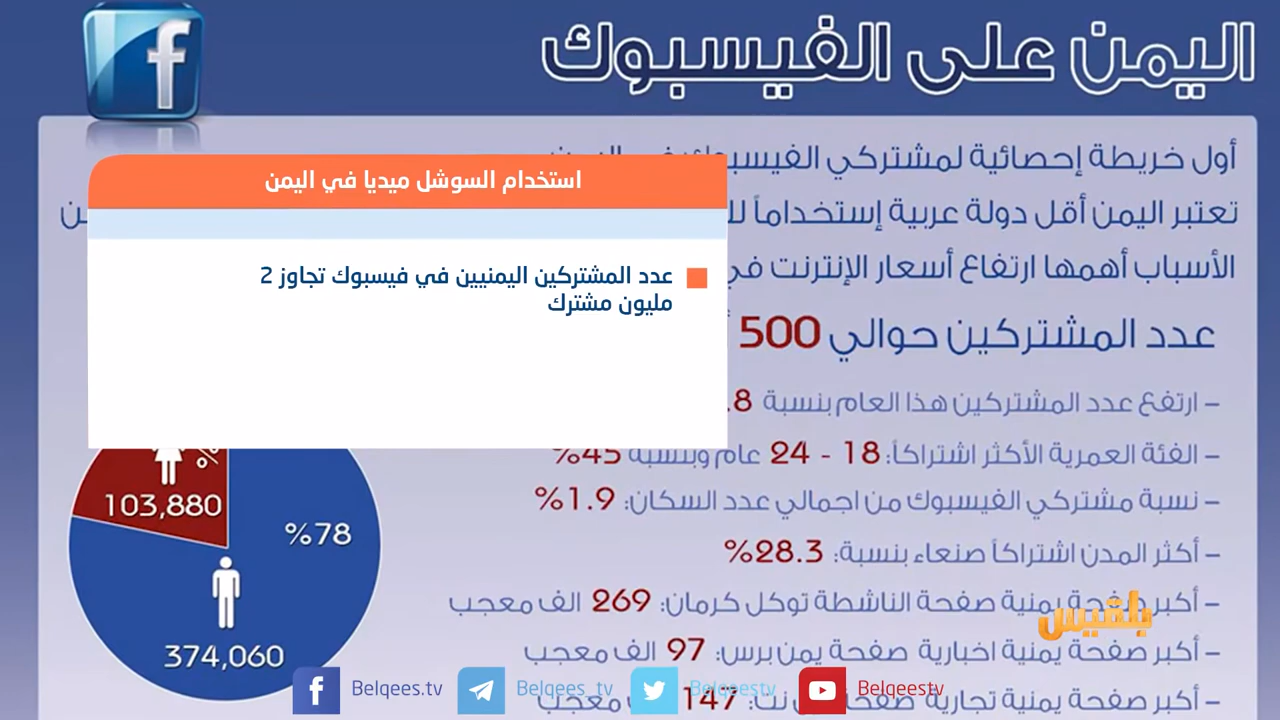 اليمن على الفيسبوك
f
أول خريطة إحصائية لمشتركي
استخدام السوشل ميديا في اليمن
تعتبر اليمن أقل دولة عربية إستخداماً
الأسباب أهمها ارتفاع أسعار الإنترنت في
عدد المشتركين اليمنيين في فيسبوك تجاوز 2
مليون مشترك
عدد المشتركين حوالي 500
– ارتفع عدد المشتركين هذا العام بنسبة 8.
– الفئة العمرية الأكثر اشتراكاً: 18 - 24 عام وبنسبة 45%
– نسبة مشتركي الفيسبوك من اجمالي عدد السكان: 1.9%
– أكثر المدن اشتراكاً صنعاء بنسبة: 28.3%
– أكبر صفحة يمنية صفحة الناشطة توكل كرمان: 269 الف معجب
– أكبر صفحة يمنية اخبارية صفحة يمن برس: 97 الف معجب
– أكبر صفحة يمنية تجارية صفحة نت: 147 معجب
%
103,880
%78
374,060
بلقيس
f Belqees.tv
Belqees_tv
Belqeestv
Belqeestv